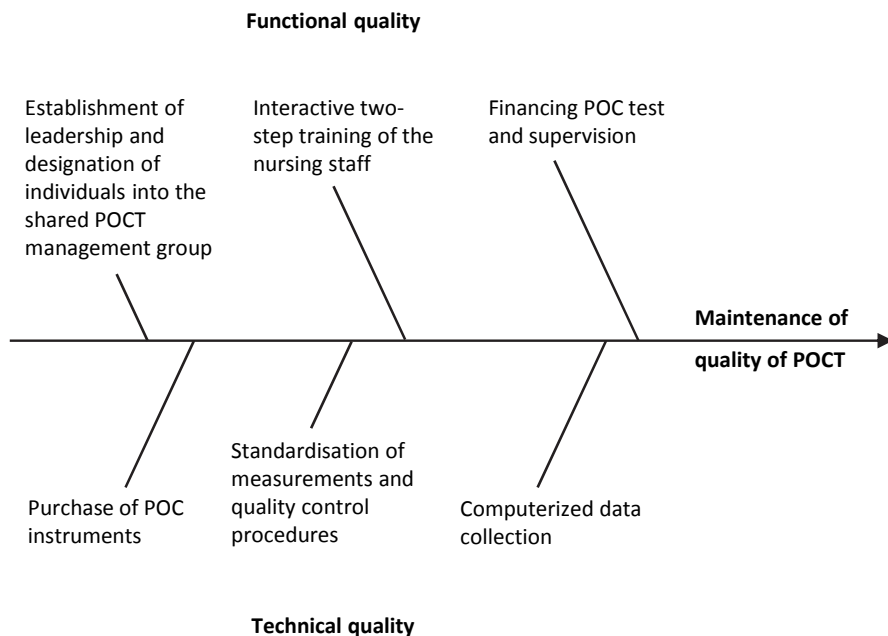 Functional quality
Establishment of
leadership and
designation of
individuals into the
shared POCT
management group
Interactive two-
step training of the
nursing staff
Financing POC test
and supervision
Maintenance of
quality of POCT
Purchase of POC
instruments
Standardisation of
measurements and
quality control
procedures
Computerized data
collection
Technical quality